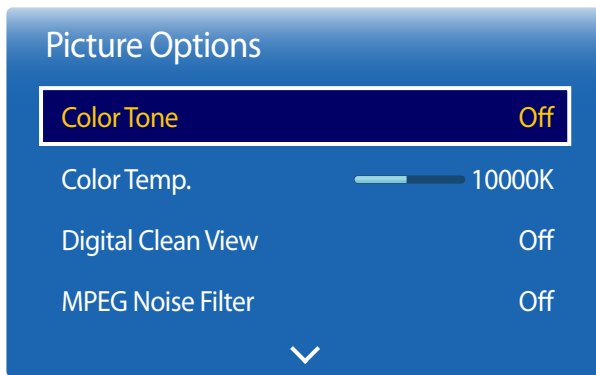 Picture Options
Color Tone Off
Color Temp. 10000K
Digital Clean View Off
MPEG Noise Filter Off